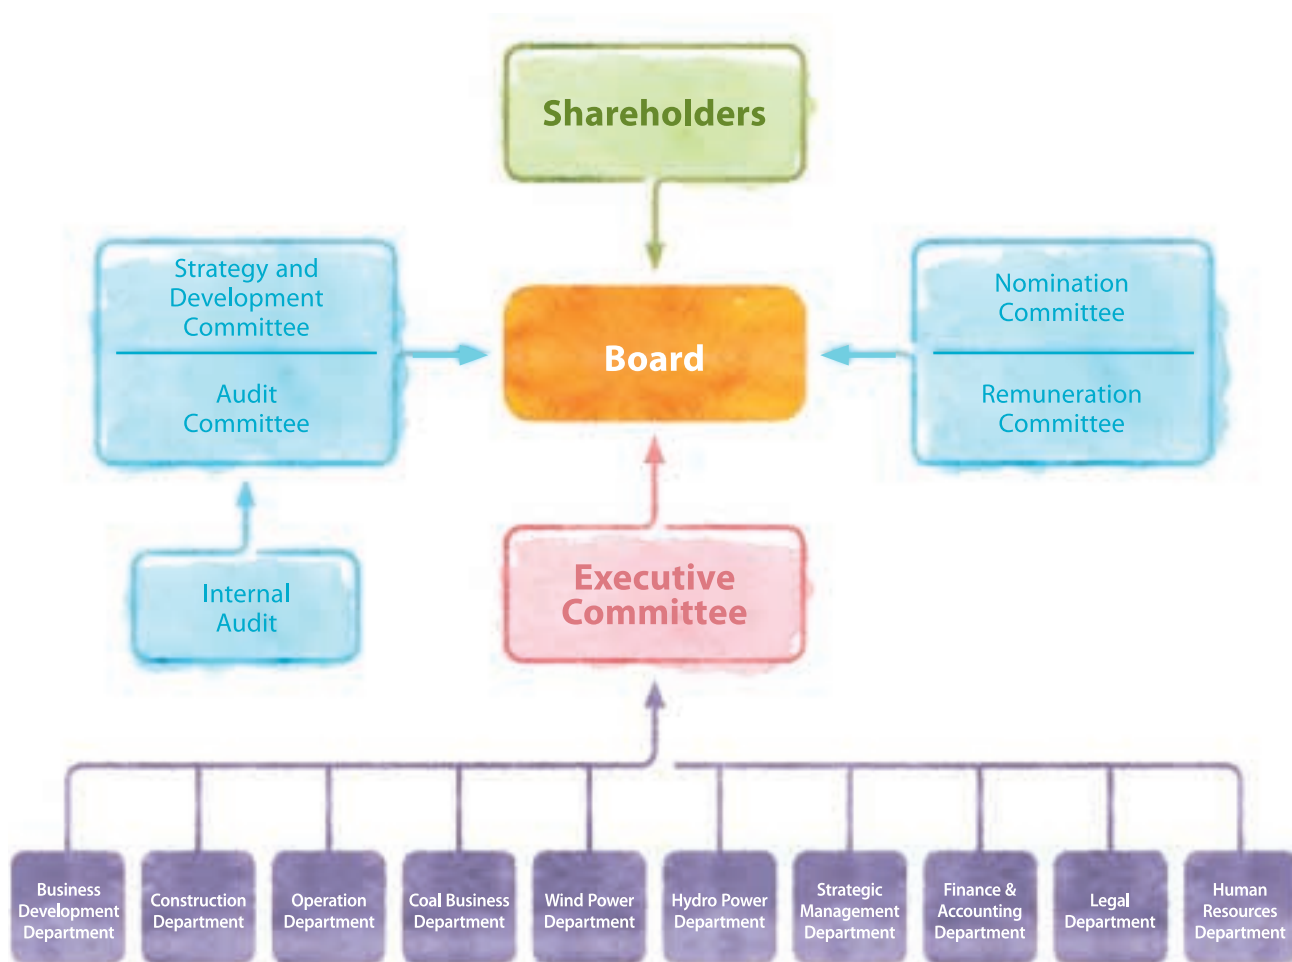 Shareholders
Strategy and
Development
Committee
Audit
Committee
Board
Nomination
Committee
Remuneration
Committee
Internal
Audit
Executive
Committee
Business
Development
Department
Construction
Department
Operation
Department
Coal Business
Department
Wind Power
Department
Hydro Power
Department
Strategic
Management
Department
Finance &
Accounting
Department
Legal
Department
Human
Resources
Department